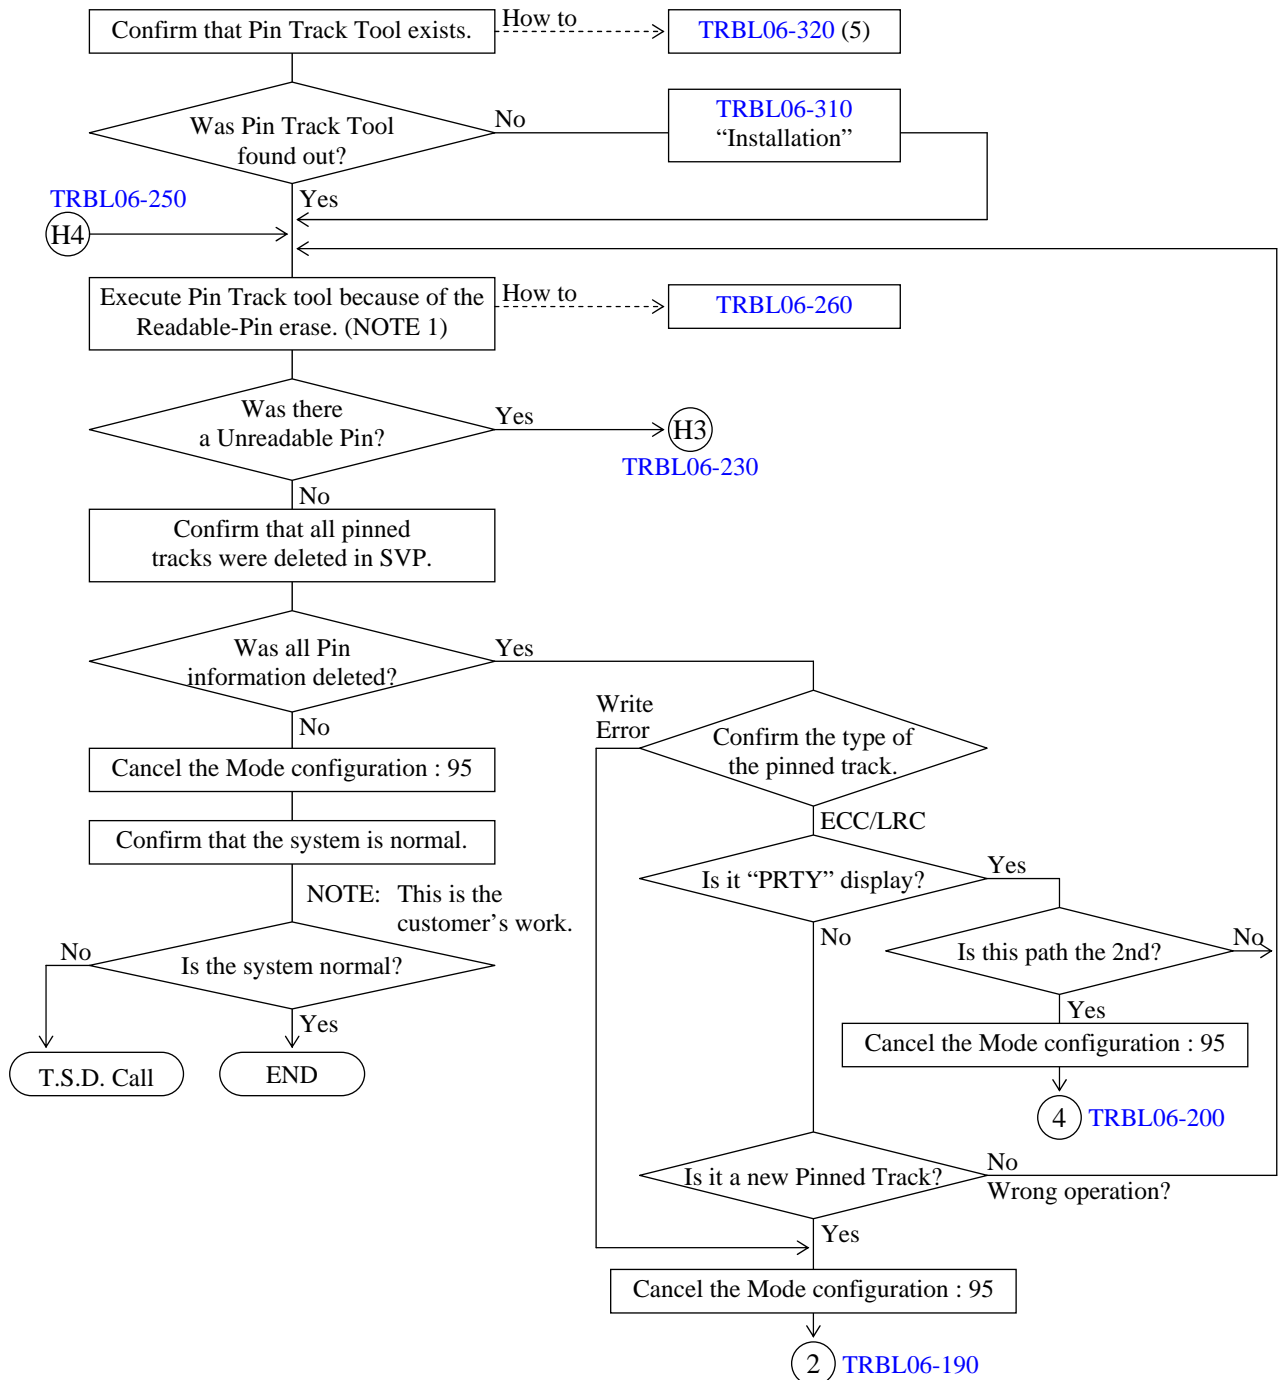 Confirm that Pin Track Tool exists.
How to
TRBL06-320 (5)
Was Pin Track Tool
found out?
No
TRBL06-310
“Installation”
Yes
TRBL06-250
H4
Execute Pin Track tool because of the
Readable-Pin erase. (NOTE 1)
How to
TRBL06-260
Was there
a Unreadable Pin?
Yes
H3
TRBL06-230
No
Confirm that all pinned
tracks were deleted in SVP.
Was all Pin
information deleted?
Yes
No
Cancel the Mode configuration : 95
Confirm that the system is normal.
NOTE: This is the
customer’s work.
Is the system normal?
No
Yes
T.S.D. Call
END
Write
Error
Confirm the type of
the pinned track.
ECC/LRC
Is it “PRTY” display?
Yes
No
Is this path the 2nd?
No
Yes
Cancel the Mode configuration : 95
4
TRBL06-200
Is it a new Pinned Track?
No
Wrong operation?
Yes
Cancel the Mode configuration : 95
2
TRBL06-190